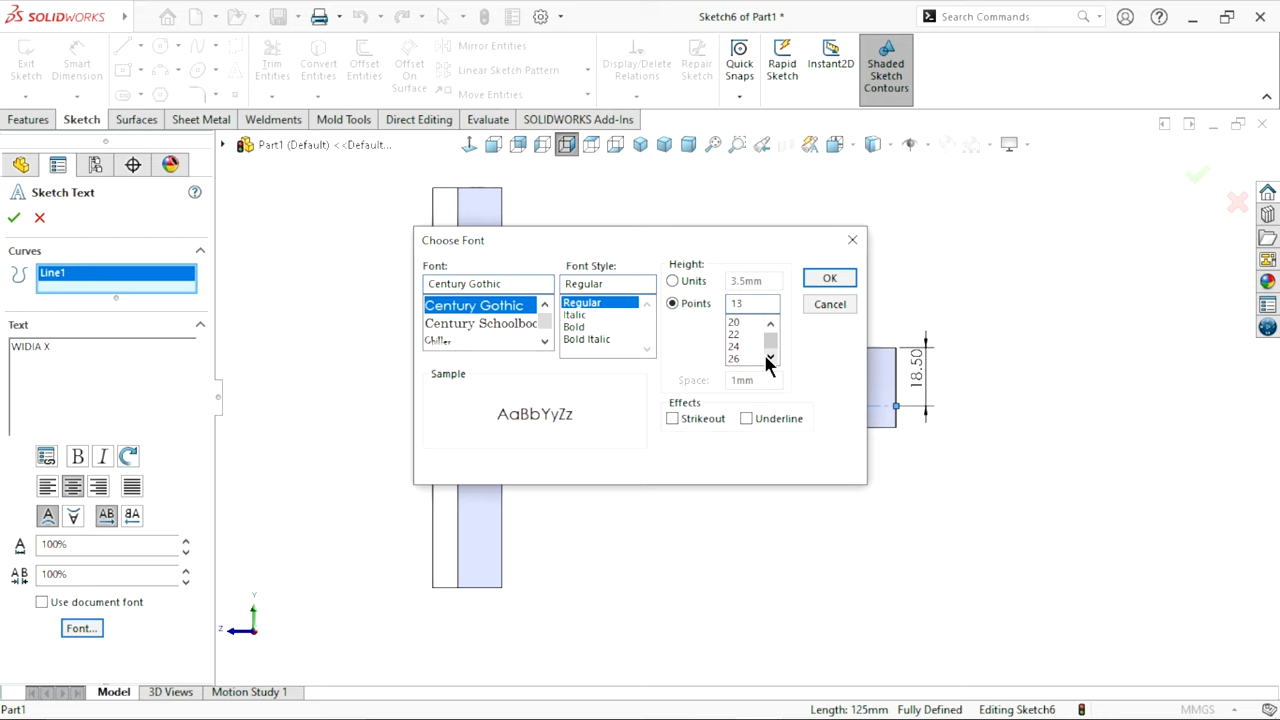 SOLIDWORKS
Sketch6 of Part1 *
Search Commands
Exit Sketch
Smart Dimension
Trim Entities
Convert Entities
Offset Entities
Offset On Surface
Mirror Entities
Linear Sketch Pattern
Move Entities
Display/Delete Relations
Repair Sketch
Quick Snaps
Rapid Sketch
Instant2D
Shaded Sketch Contours
Features
Sketch
Surfaces
Sheet Metal
Weldments
Mold Tools
Direct Editing
Evaluate
SOLIDWORKS Add-Ins
Part1 (Default) <<Default...
Sketch Text
Curves
Line1
Text
WIDIA X
B
I
AB
100%
AB
100%
Use document font
Font...
Choose Font
Font:
Century Gothic
Century Gothic
Century Schoolboo
Chiller
Font Style:
Regular
Regular
Italic
Bold
Bold Italic
Height:
Units
3.5mm
Points
13
20
22
24
26
Space:
1mm
OK
Cancel
Sample
AaBbYyZz
Effects
Strikeout
Underline
18.50
Y
Z
Model
3D Views
Motion Study 1
Part1
Length: 125mm
Fully Defined
Editing Sketch6
MMGS